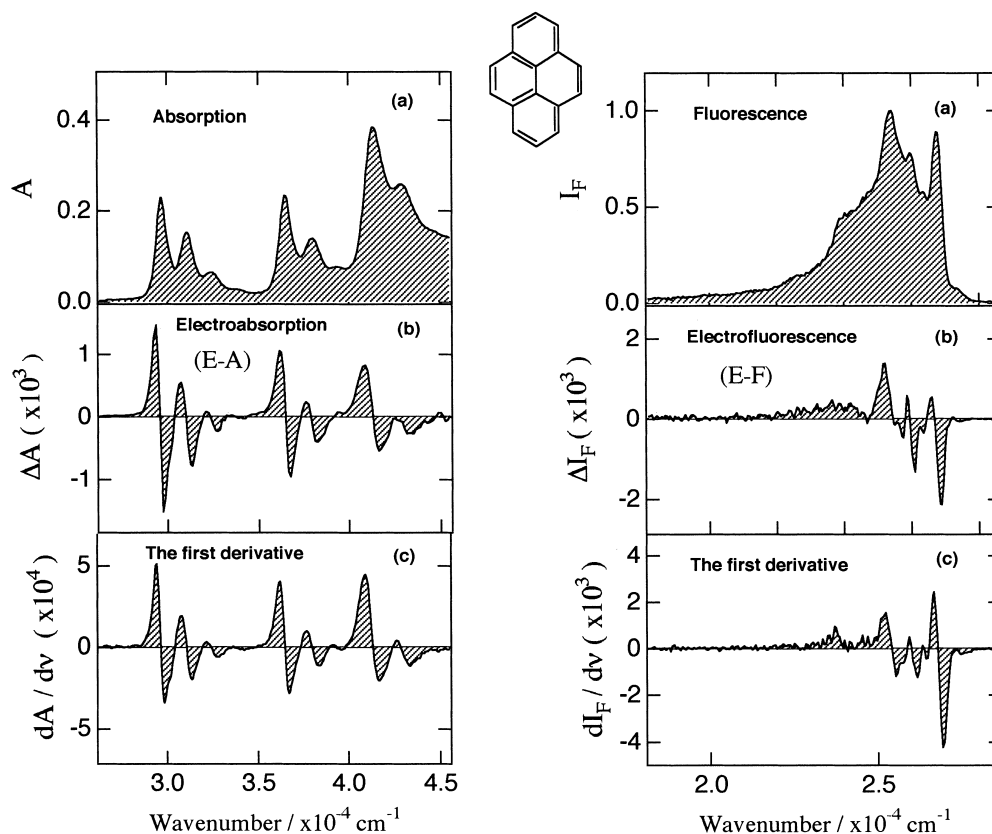 (a)
Absorption
0.4
0.2
0.0
A
Electroabsorption
(b)
(E-A)
1
0
-1
ΔA ( x10³)
The first derivative
(c)
5
0
-5
dA / dν ( x10⁴)
3.0 3.5 4.0 4.5
Wavenumber / x10⁻⁴ cm⁻¹
(a)
Fluorescence
1.0
0.5
0.0
I_F
Electrofluorescence
(b)
(E-F)
2
0
-2
ΔI_F ( x10³)
The first derivative
(c)
4
2
0
-2
-4
dI_F / dν ( x10³)
2.0 2.5
Wavenumber / x10⁻⁴ cm⁻¹